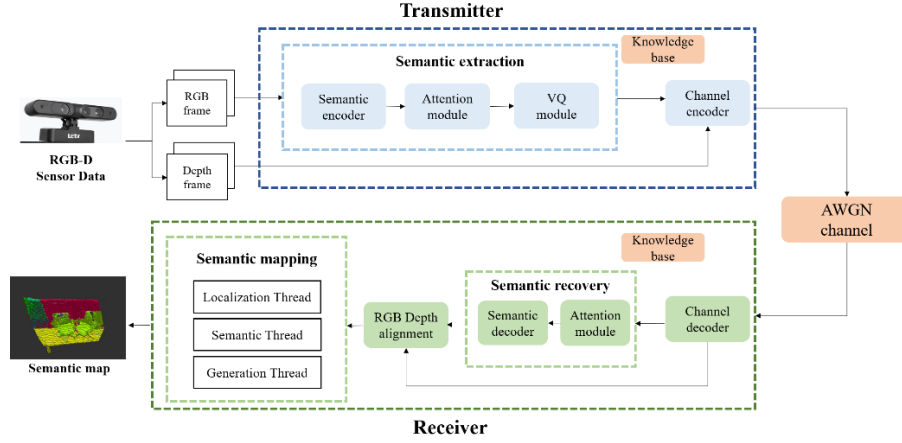 Transmitter
Knowledge
base
Semantic extraction
RGB
frame
Semantic
encoder
Attention
module
VQ
module
Channel
encoder
RGB-D
Sensor Data
Depth
frame
AWGN
channel
Knowledge
base
Semantic mapping
Semantic recovery
Localization Thread
Semantic Thread
Generation Thread
RGB Depth
alignment
Semantic
decoder
Attention
module
Channel
decoder
Semantic map
Receiver